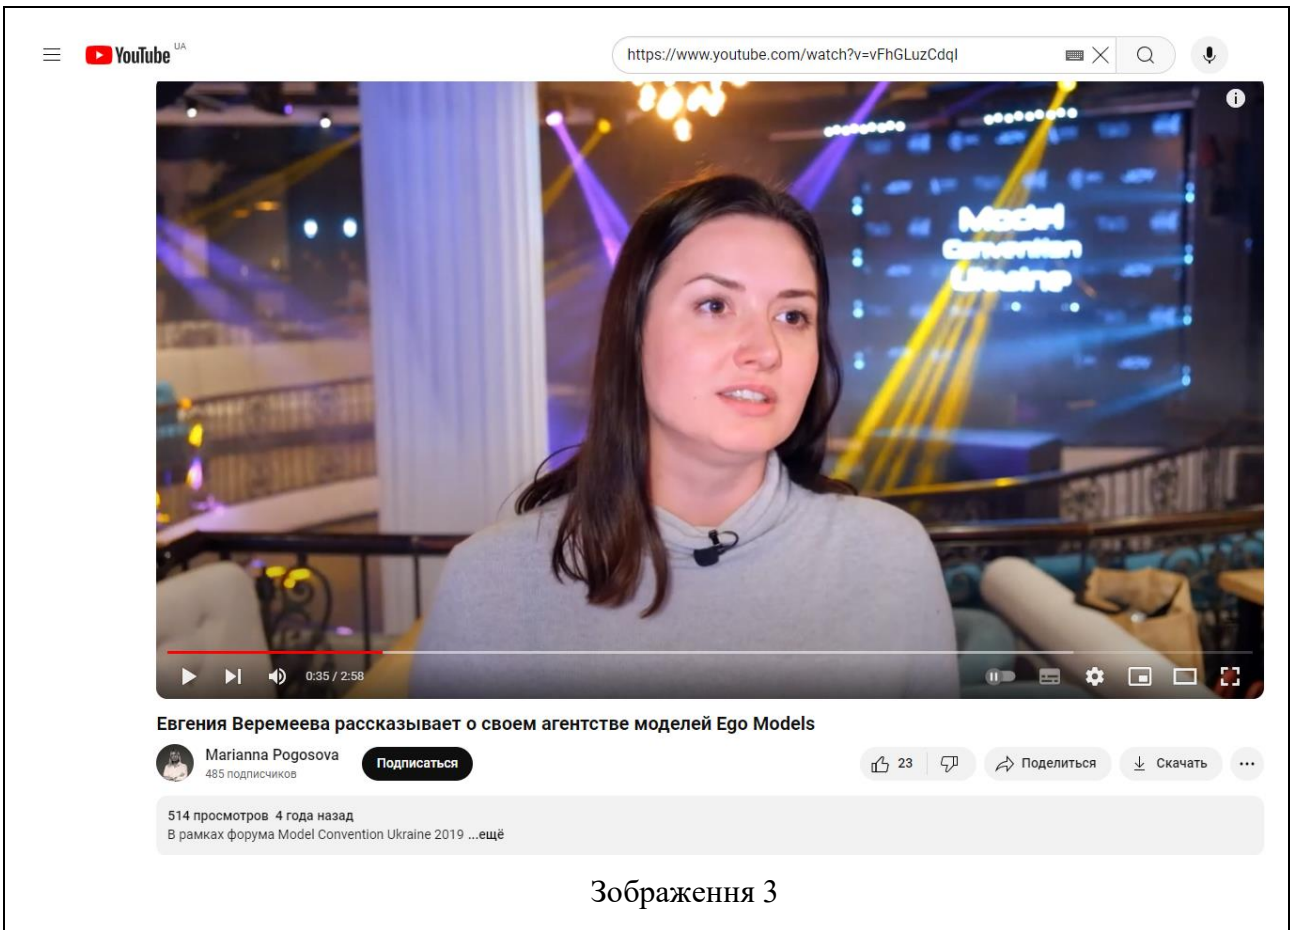 YouTube UA
https://www.youtube.com/watch?v=vFhGLuzCdqI
Model
Convention
Ukraine
0:35 / 2:58
Евгения Веремеева рассказывает о своем агентстве моделей Ego Models
Marianna Pogosova
485 подписчиков
Подписаться
23
Поделиться
Скачать
514 просмотров 4 года назад
В рамках форума Model Convention Ukraine 2019 ...ещё
Зображення 3